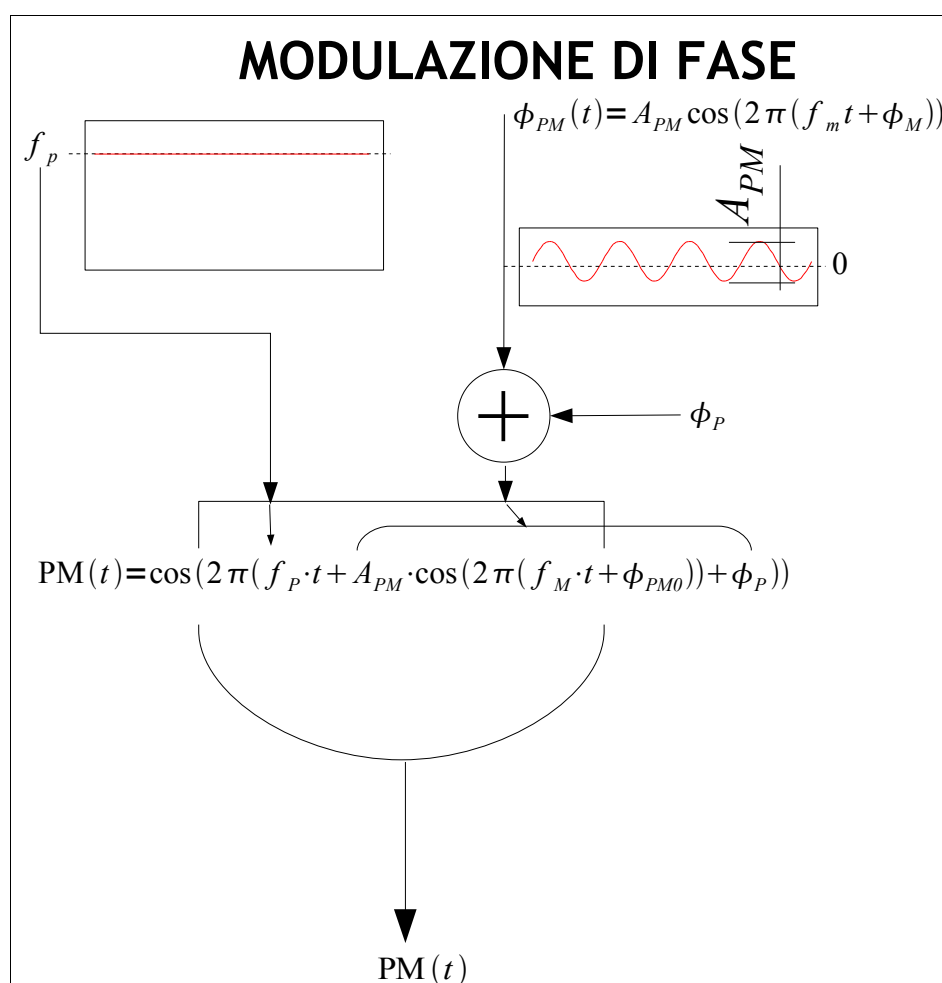 MODULAZIONE DI FASE
f_p
ϕ_PM(t)=A_PM cos(2π(f_m t+ϕ_M))
A_PM
0
ϕ_P
PM(t)=cos(2π(f_P·t+A_PM·cos(2π(f_M·t+ϕ_PM0))+ϕ_P))
PM(t)